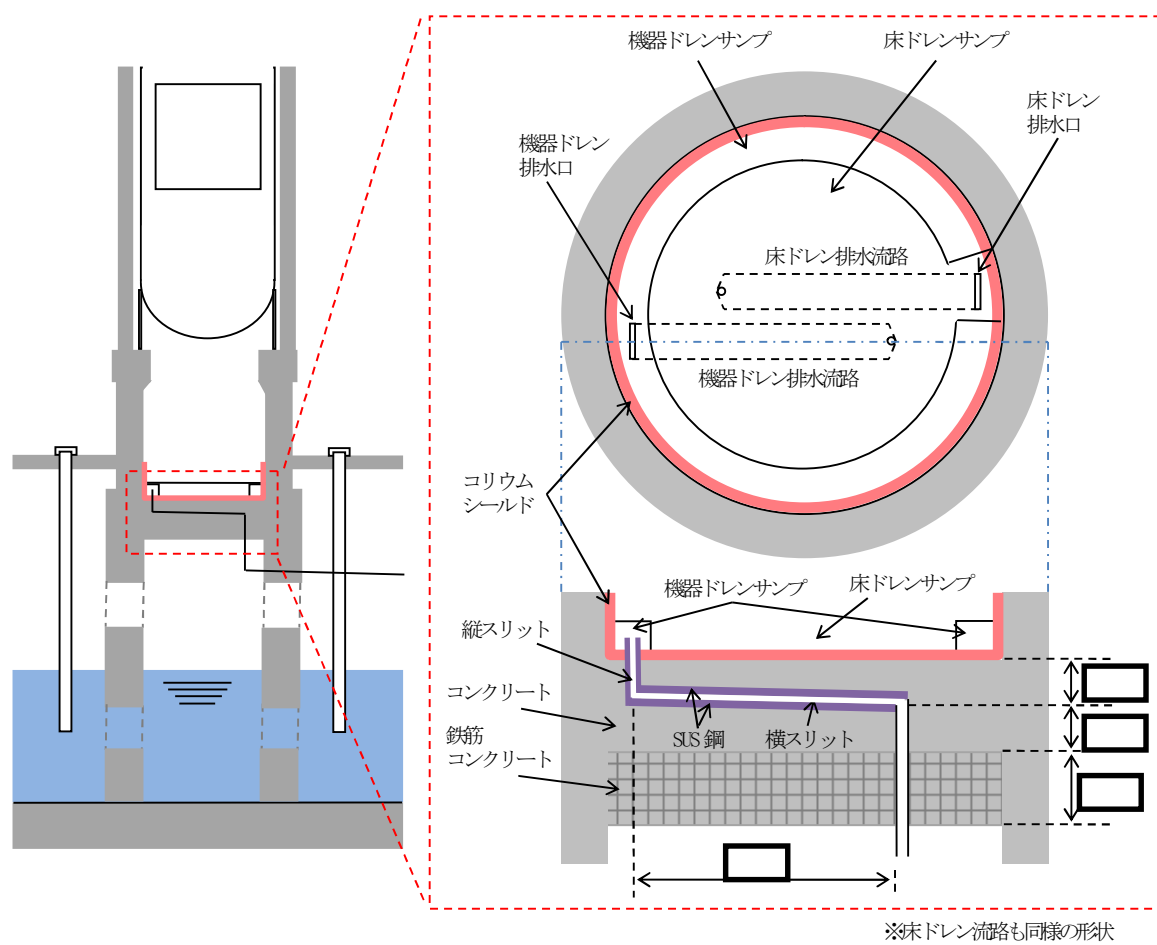 機器ドレンサンプ
床ドレンサンプ
機器ドレン
排水口
床ドレン
排水口
床ドレン排水流路
機器ドレン排水流路
コリウム
シールド
機器ドレンサンプ
床ドレンサンプ
縦スリット
コンクリート
SUS鋼
横スリット
鉄筋
コンクリート
※床ドレン流路も同様の形状